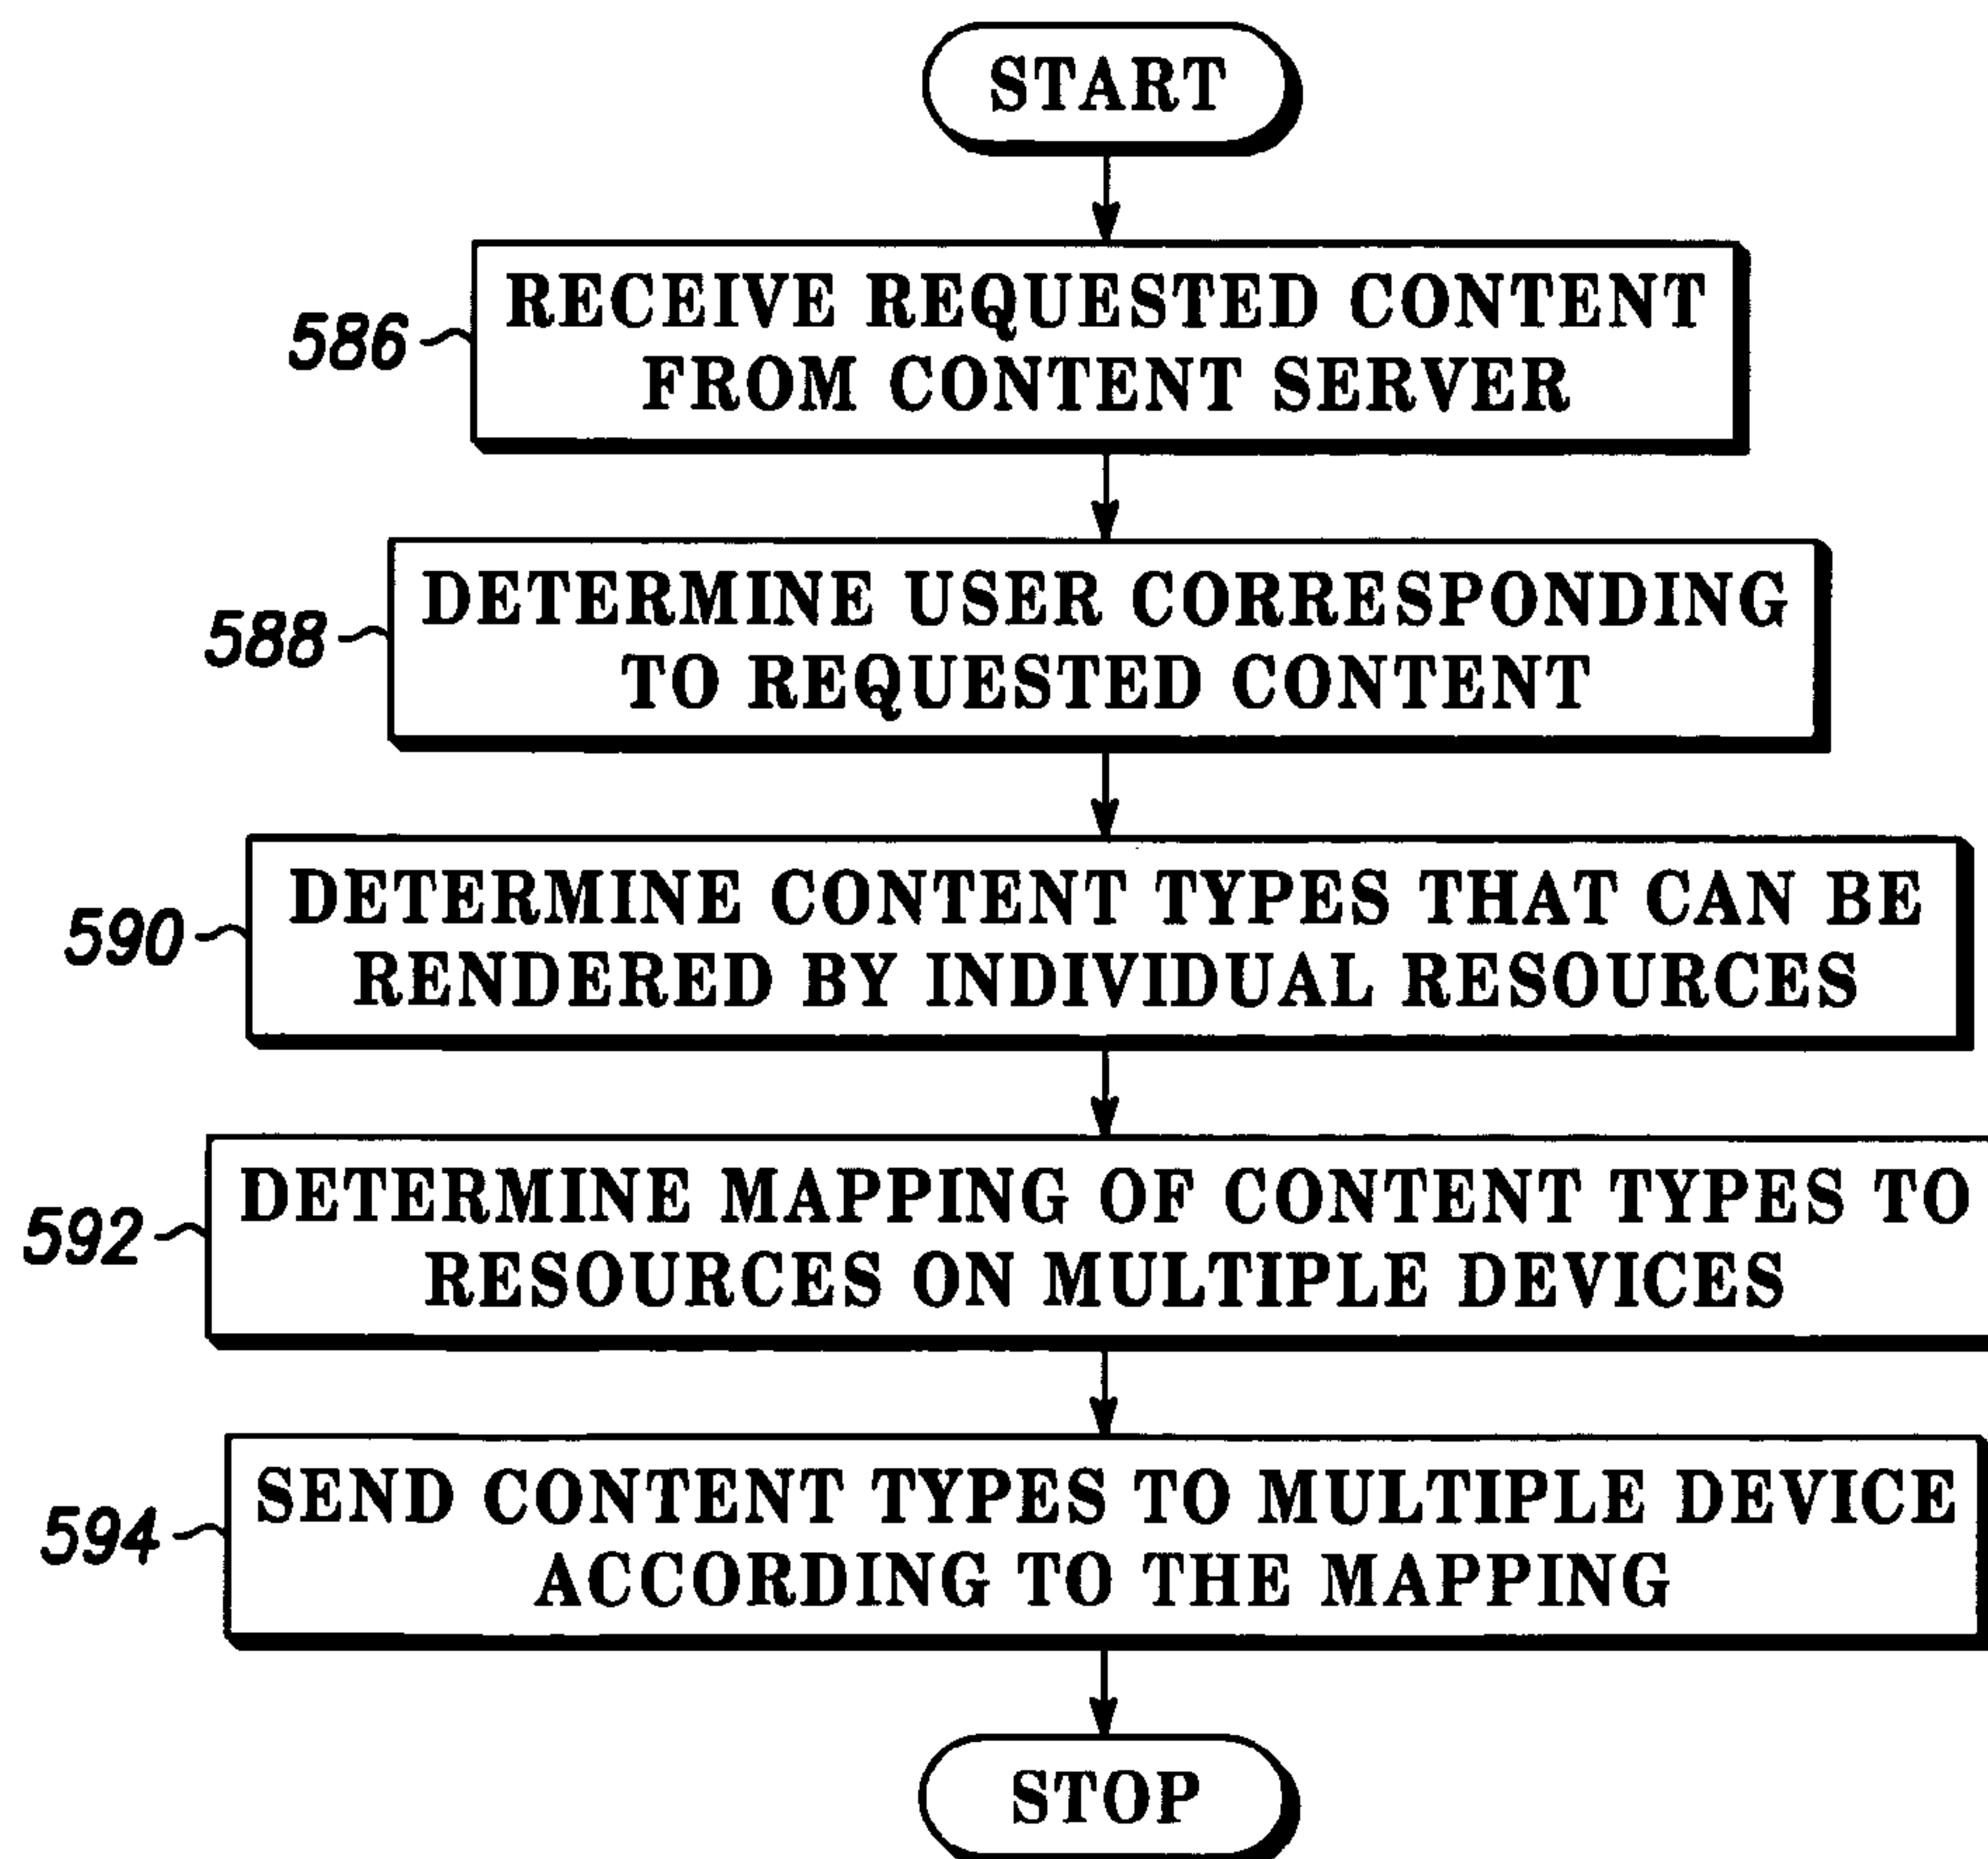 START
586
RECEIVE REQUESTED CONTENT
FROM CONTENT SERVER
588
DETERMINE USER CORRESPONDING
TO REQUESTED CONTENT
590
DETERMINE CONTENT TYPES THAT CAN BE
RENDERED BY INDIVIDUAL RESOURCES
592
DETERMINE MAPPING OF CONTENT TYPES TO
RESOURCES ON MULTIPLE DEVICES
594
SEND CONTENT TYPES TO MULTIPLE DEVICE
ACCORDING TO THE MAPPING
STOP